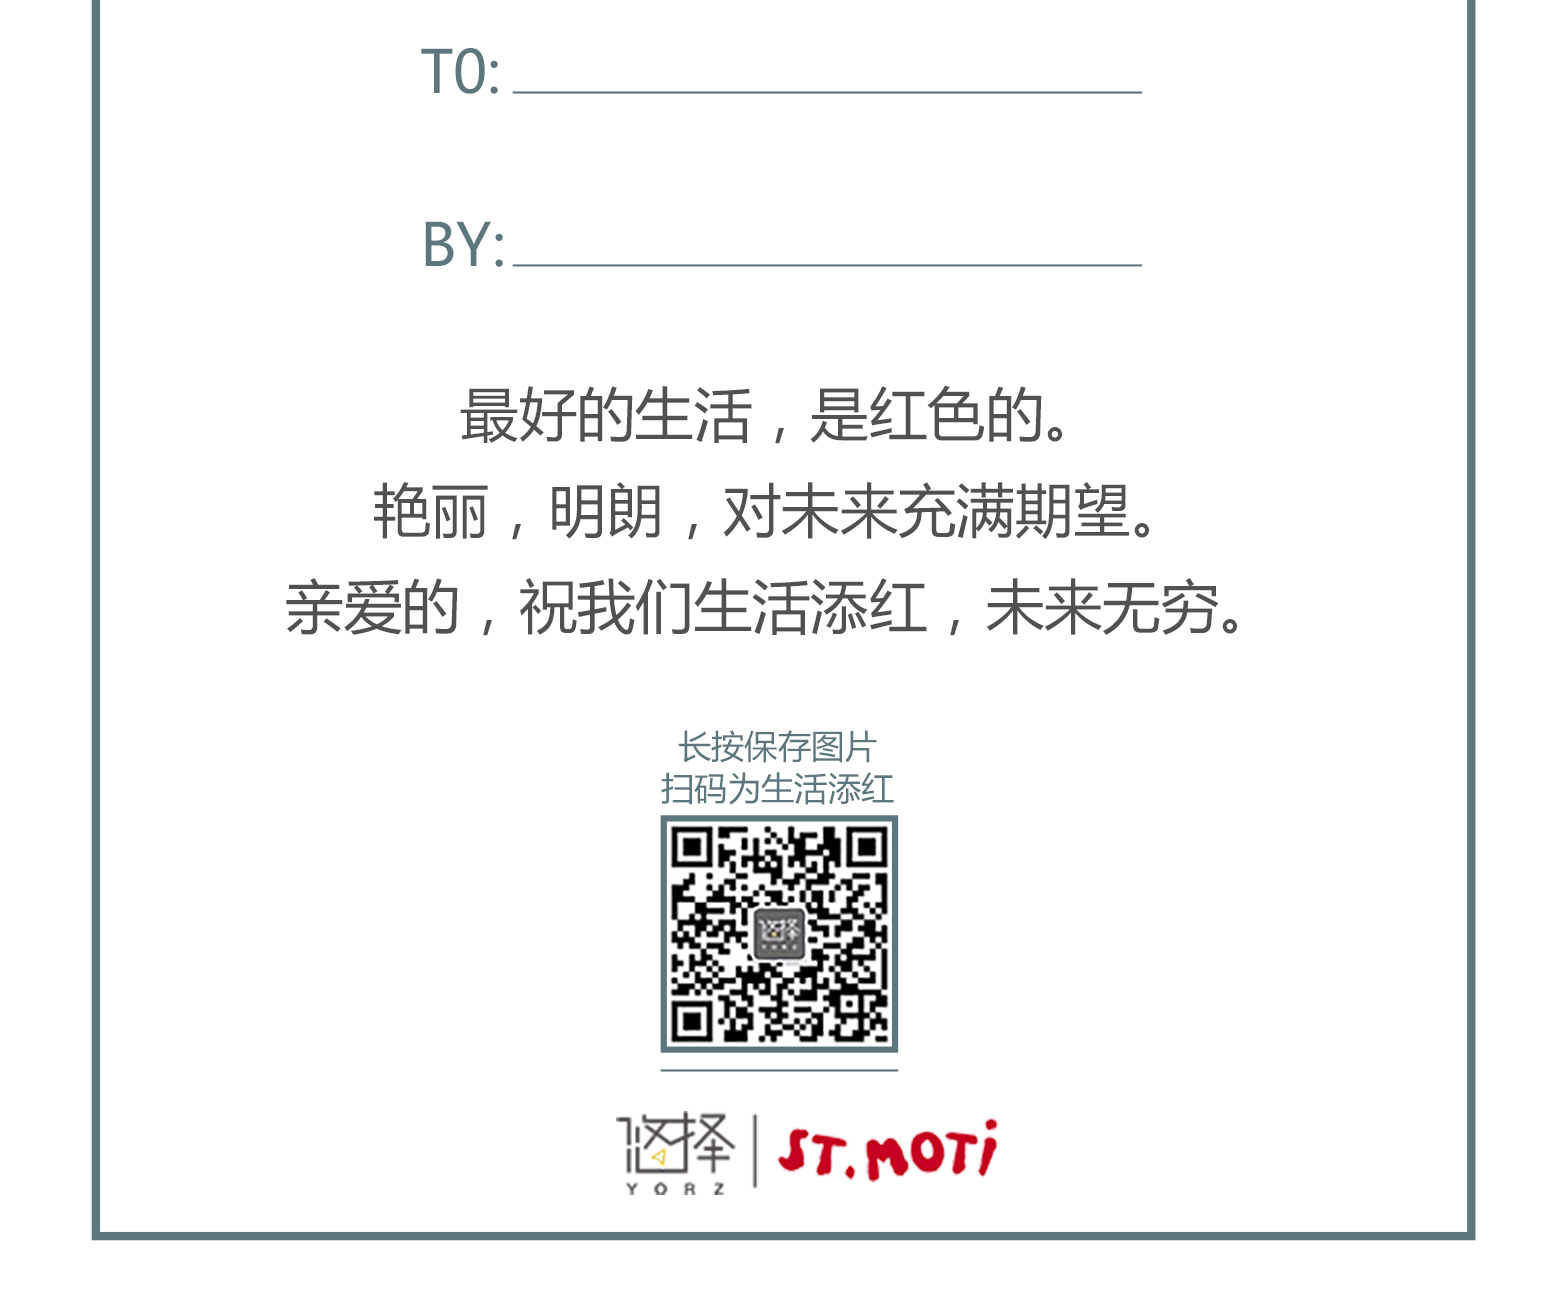 TO:
BY:
最好的生活，是红色的。
艳丽，明朗，对未来充满期望。
亲爱的，祝我们生活添红，未来无穷。
长按保存图片
扫码为生活添红
悠择
悠择
YORZ
ST.MOTi